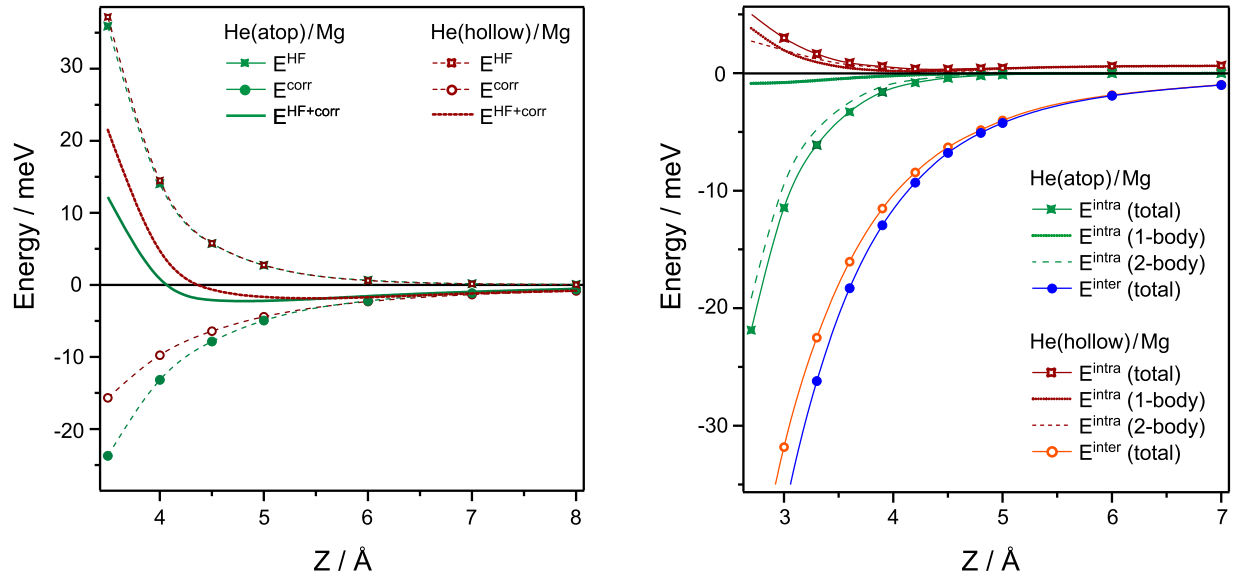 He(atop)/Mg
E^HF
E^corr
E^HF+corr
He(hollow)/Mg
E^HF
E^corr
E^HF+corr
30
20
10
0
-10
-20
Energy / meV
4
5
6
7
8
Z / Å
0
-10
-20
-30
Energy / meV
He(atop)/Mg
E^intra (total)
E^intra (1-body)
E^intra (2-body)
E^inter (total)
He(hollow)/Mg
E^intra (total)
E^intra (1-body)
E^intra (2-body)
E^inter (total)
3
4
5
6
7
Z / Å